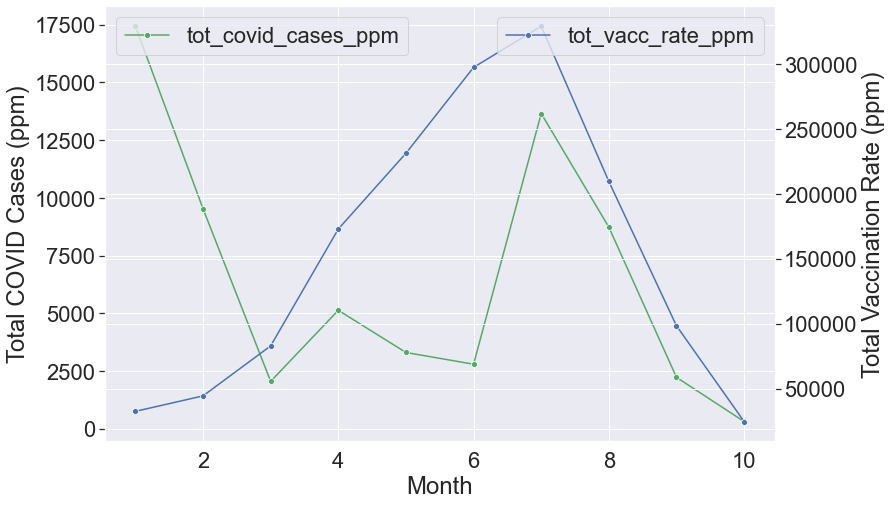 tot_covid_cases_ppm
tot_vacc_rate_ppm
Total COVID Cases (ppm)
17500
15000
12500
10000
7500
5000
2500
0
300000
250000
200000
150000
100000
50000
Total Vaccination Rate (ppm)
2 4 6 8 10
Month